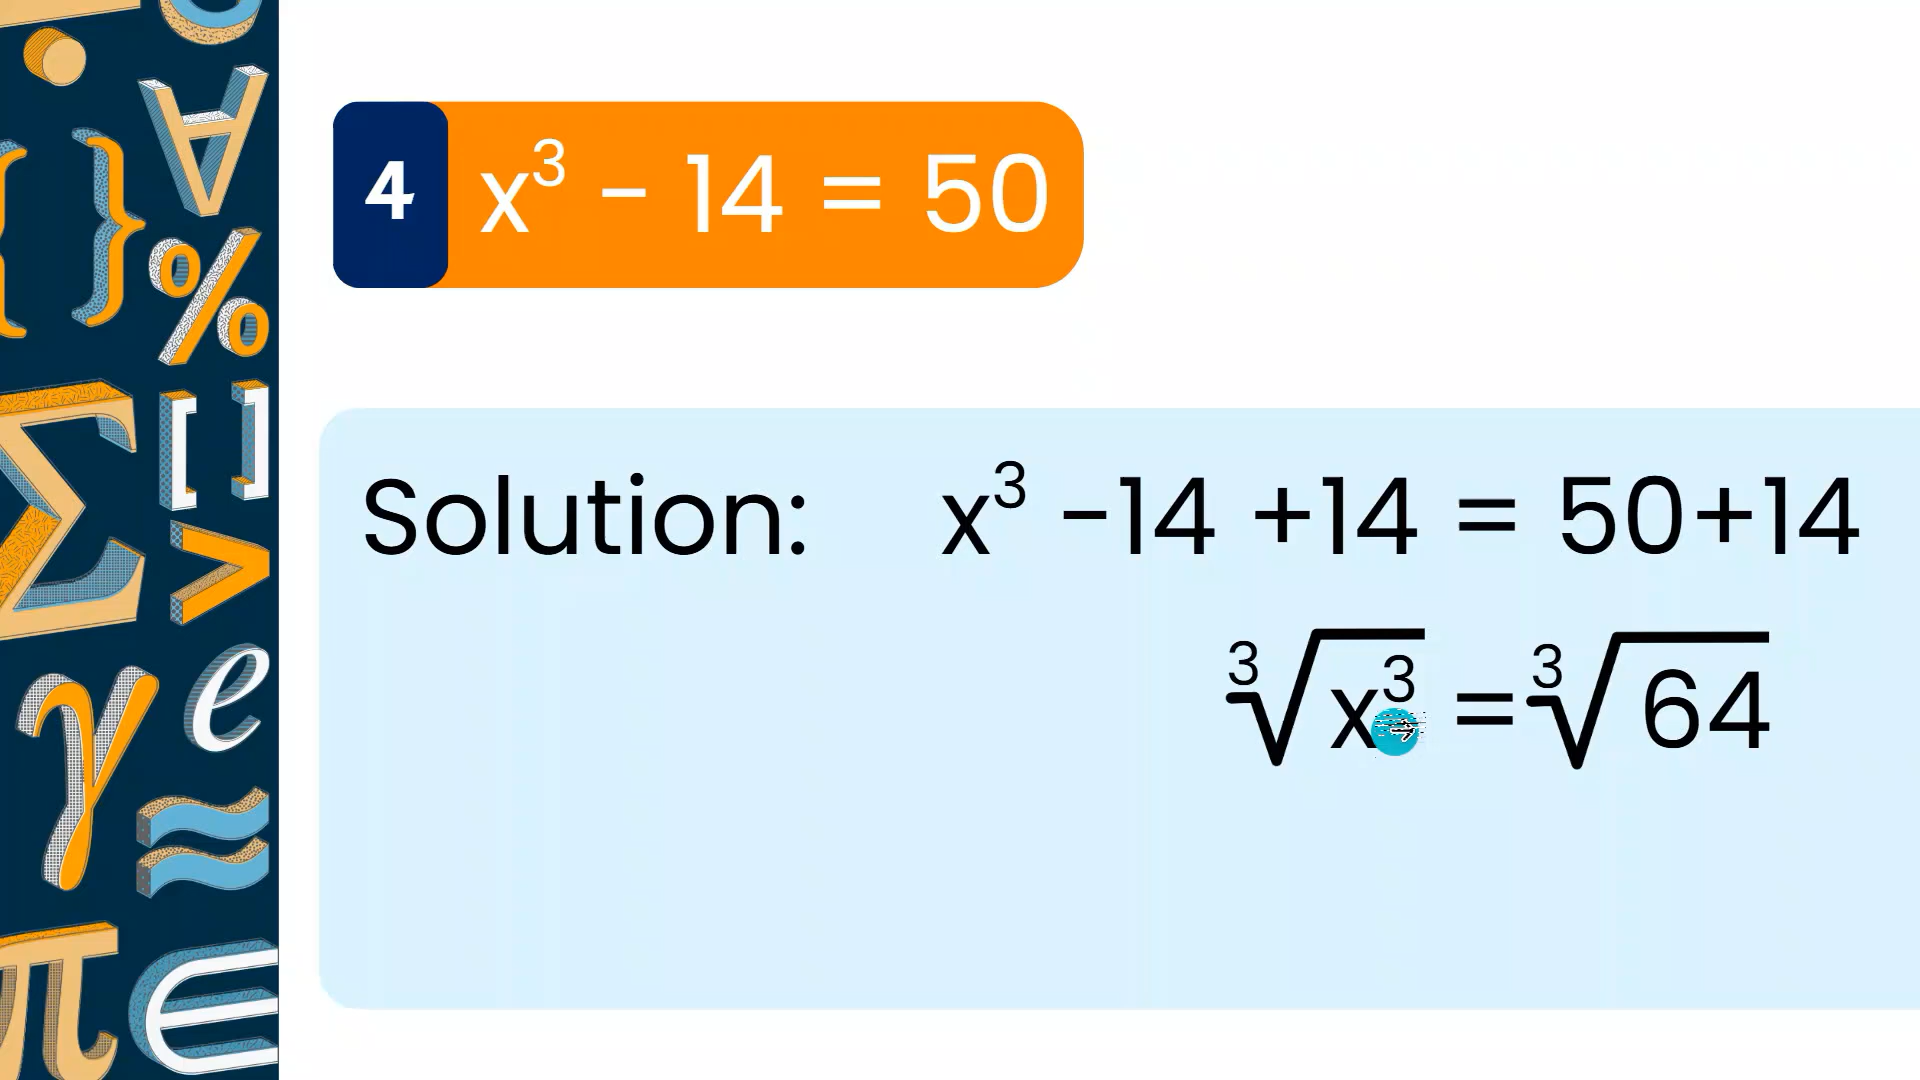 4 x³ - 14 = 50
Solution: x³ -14 +14 = 50+14
∛x³ = ∛64